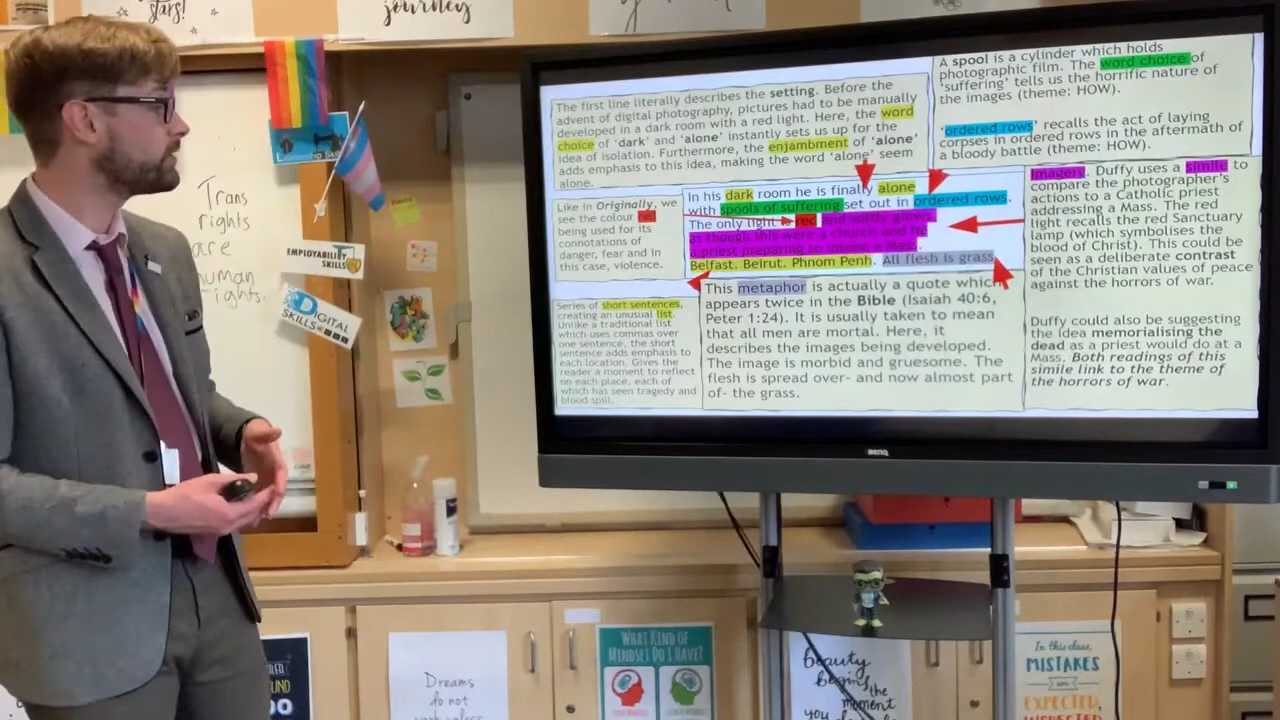 stars!
journey
Trans
rights
are
human
rights.
EMPLOYABILITY
SKILLS
DIGITAL
SKILLS
The first line literally describes the setting. Before the
advent of digital photography, pictures had to be manually
developed in a dark room with a red light. Here, the word
choice of 'dark' and 'alone' instantly sets us up for the
idea of isolation. Furthermore, the enjambment of 'alone'
adds emphasis to this idea, making the word 'alone' seem
alone.
A spool is a cylinder which holds
photographic film. The word choice of
'suffering' tells us the horrific nature of
the images (theme: HOW).
'ordered rows' recalls the act of laying
corpses in ordered rows in the aftermath of
a bloody battle (theme: HOW).
Like in Originally, we
see the colour red
being used for its
connotations of
danger, fear and in
this case, violence.
In his dark room he is finally alone
with spools of suffering set out in ordered rows.
The only light is red and softly glows,
as though this were a church and he
a priest preparing to intone a Mass.
Belfast. Beirut. Phnom Penh. All flesh is grass.
Imagery. Duffy uses a simile to
compare the photographer's
actions to a Catholic priest
addressing a Mass. The red
light recalls the red Sanctuary
lamp (which symbolises the
blood of Christ). This could be
seen as a deliberate contrast
of the Christian values of peace
against the horrors of war.
Duffy could also be suggesting
the idea memorialising the
dead as a priest would do at a
Mass. Both readings of this
simile link to the theme of
the horrors of war.
Series of short sentences,
creating an unusual list.
Unlike a traditional list
which uses commas over
one sentence, the short
sentence adds emphasis to
each location. Gives the
reader a moment to reflect
on each place, each of
which has seen tragedy and
blood spill.
This metaphor is actually a quote which
appears twice in the Bible (Isaiah 40:6,
Peter 1:24). It is usually taken to mean
that all men are mortal. Here, it
describes the images being developed.
The image is morbid and gruesome. The
flesh is spread over- and now almost part
of- the grass.
BenQ
Dreams
do not
work unless
WHAT KIND OF
MINDSET DO I HAVE?
beauty
begins the
moment
you
In this class,
MISTAKES
are
EXPECTED,